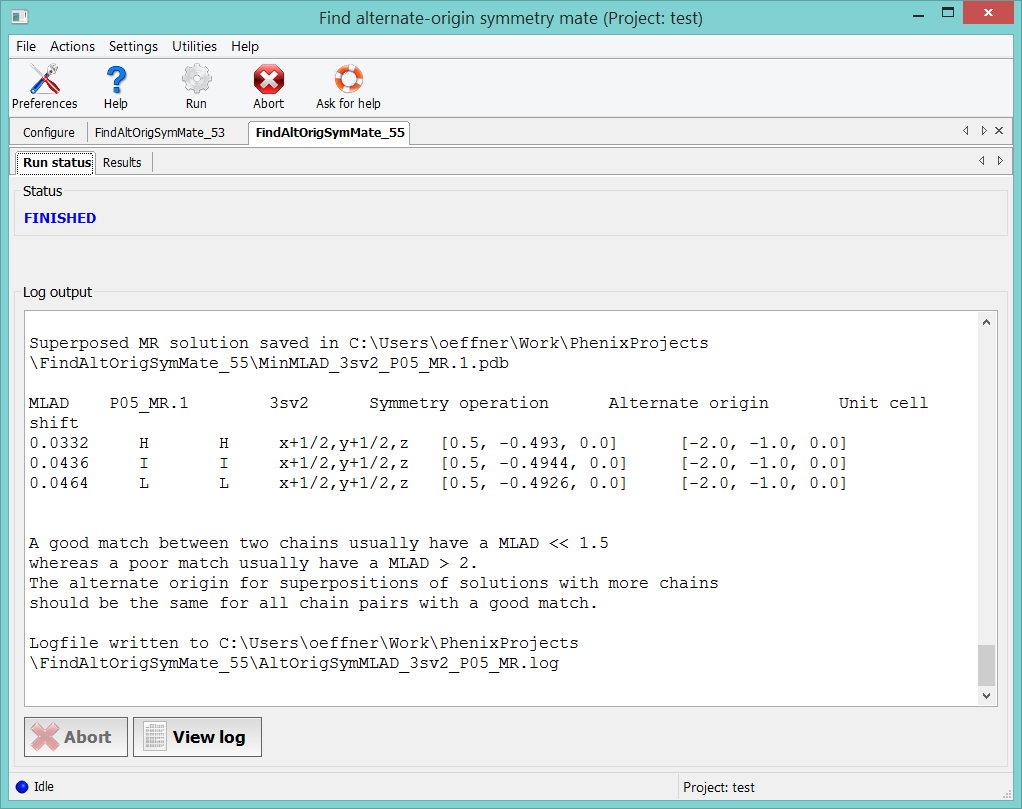 Find alternate-origin symmetry mate (Project: test)
File Actions Settings Utilities Help
Preferences Help Run Abort Ask for help
Configure FindAltOrigSymMate_53 FindAltOrigSymMate_55
Run status Results
Status
FINISHED
Log output
Superposed MR solution saved in C:\Users\oeffner\Work\PhenixProjects
\FindAltOrigSymMate_55\MinMLAD_3sv2_P05_MR.1.pdb
MLAD P05_MR.1 3sv2 Symmetry operation Alternate origin Unit cell
shift
0.0332 H H x+1/2,y+1/2,z [0.5, -0.493, 0.0] [-2.0, -1.0, 0.0]
0.0436 I I x+1/2,y+1/2,z [0.5, -0.4944, 0.0] [-2.0, -1.0, 0.0]
0.0464 L L x+1/2,y+1/2,z [0.5, -0.4926, 0.0] [-2.0, -1.0, 0.0]
A good match between two chains usually have a MLAD << 1.5
whereas a poor match usually have a MLAD > 2.
The alternate origin for superpositions of solutions with more chains
should be the same for all chain pairs with a good match.
Logfile written to C:\Users\oeffner\Work\PhenixProjects
\FindAltOrigSymMate_55\AltOrigSymMLAD_3sv2_P05_MR.log
Abort View log
Idle Project: test